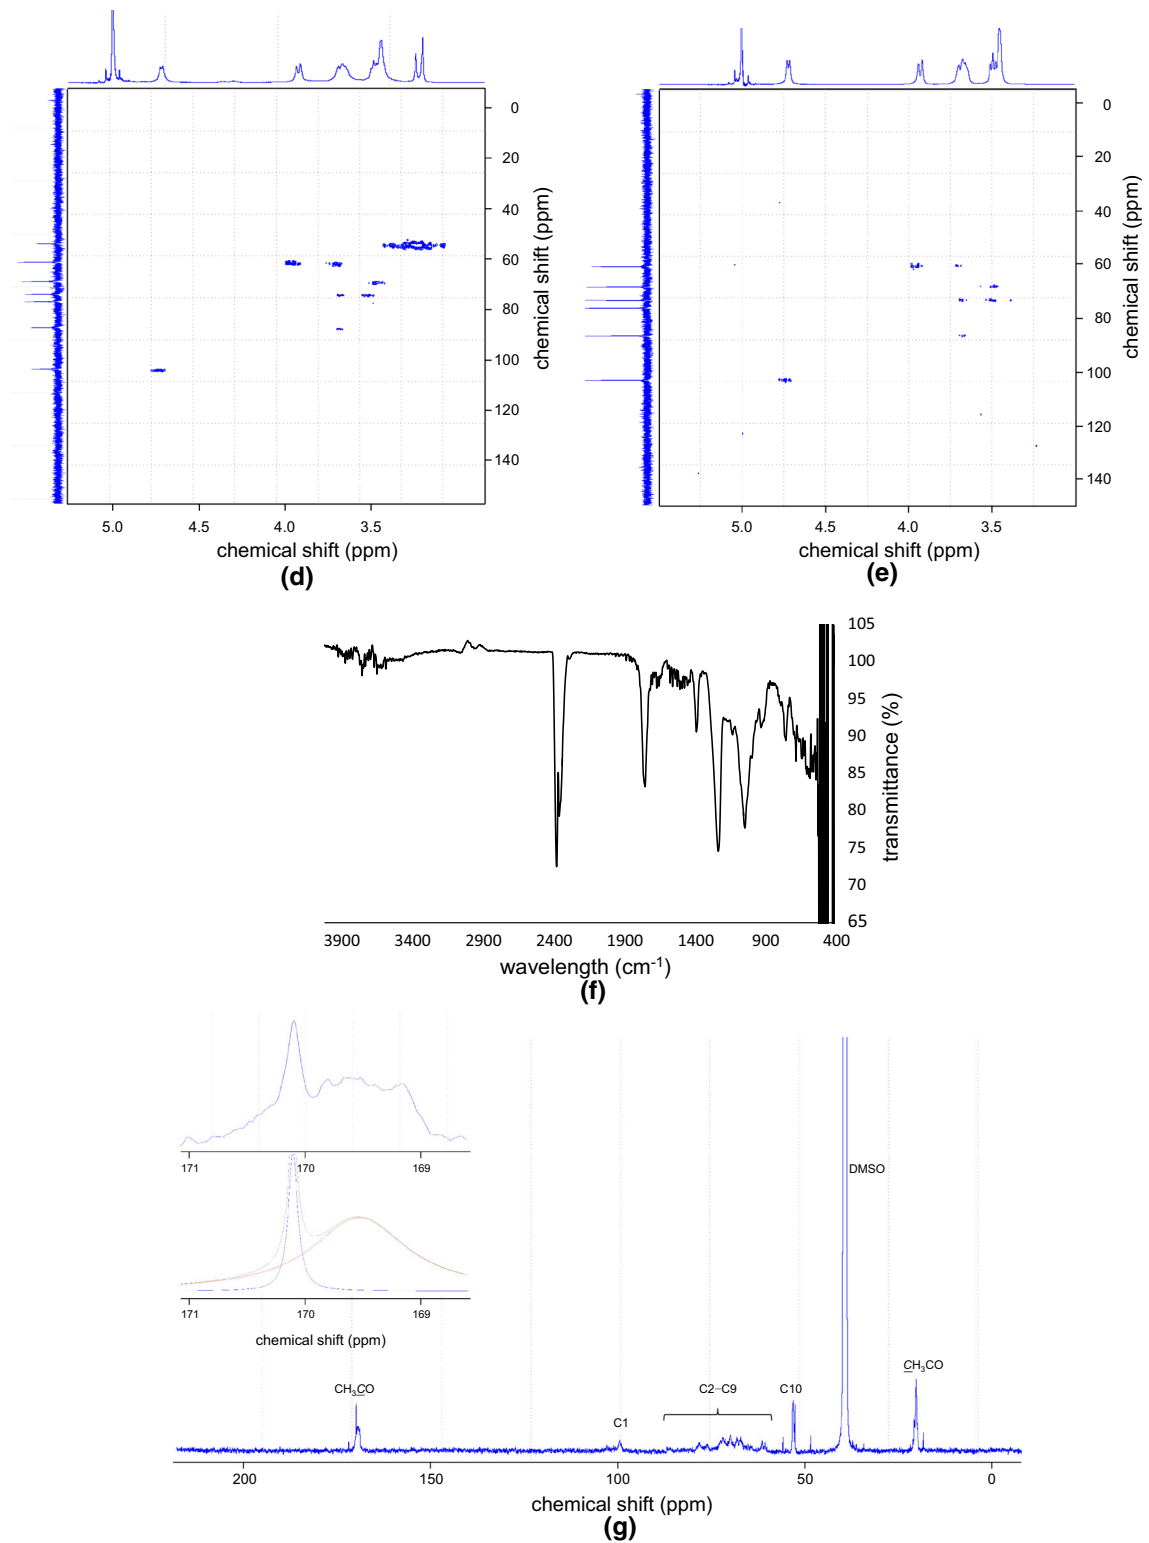 0
20
40
60
80
100
120
140
chemical shift (ppm)
5.0 4.5 4.0 3.5
chemical shift (ppm)
(d)
0
20
40
60
80
100
120
140
chemical shift (ppm)
5.0 4.5 4.0 3.5
chemical shift (ppm)
(e)
105
100
95
90
85
80
75
70
65
transmittance (%)
3900 3400 2900 2400 1900 1400 900 400
wavelength (cm-1)
(f)
171 170 169
171 170 169
chemical shift (ppm)
DMSO
CH3CO
C1
C2–C9
C10
CH3CO
200 150 100 50 0
chemical shift (ppm)
(g)